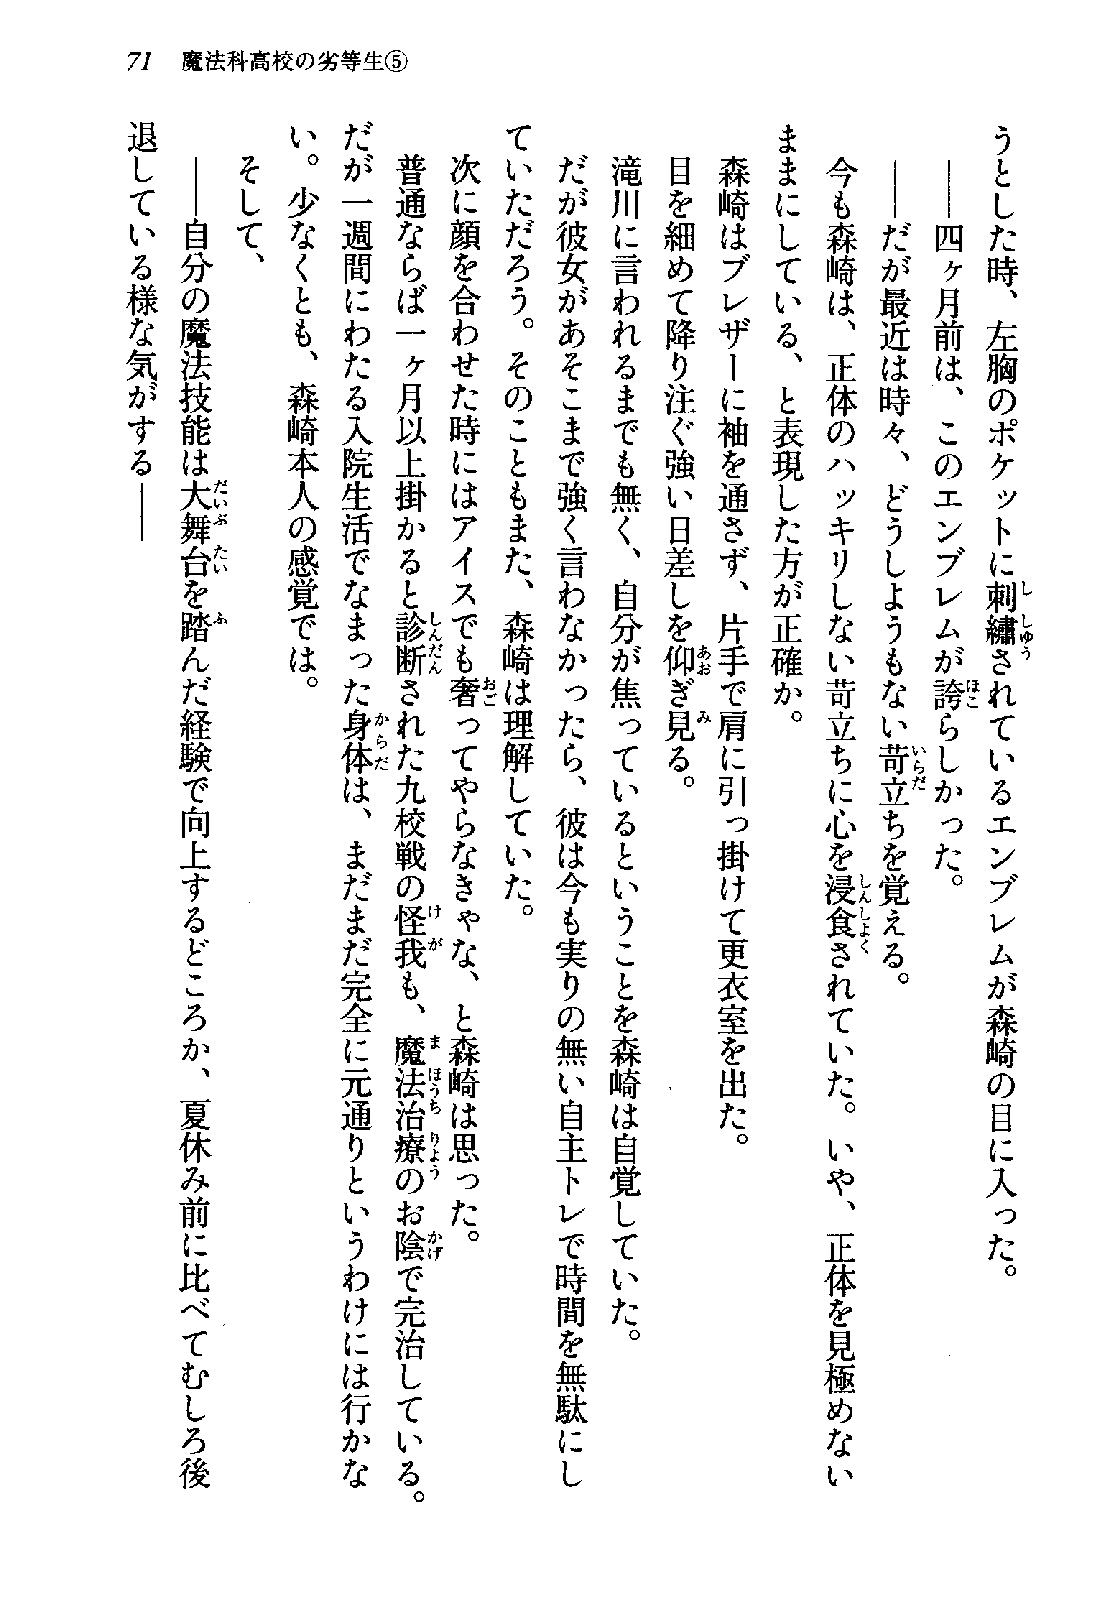 71 魔法科高校の劣等生⑤
うとした時、左胸のポケットに刺繡されているエンブレムが森崎の目に入った。
――四ヶ月前は、このエンブレムが誇らしかった。
――だが最近は時々、どうしようもない苛立ちを覚える。
今も森崎は、正体のハッキリしない苛立ちに心を浸食されていた。いや、正体を見極めない
ままにしている、と表現した方が正確か。
森崎はブレザーに袖を通さず、片手で肩に引っ掛けて更衣室を出た。
目を細めて降り注ぐ強い日差しを仰ぎ見る。
滝川に言われるまでも無く、自分が焦っているということを森崎は自覚していた。
だが彼女があそこまで強く言わなかったら、彼は今も実りの無い自主トレで時間を無駄にし
ていただろう。そのこともまた、森崎は理解していた。
次に顔を合わせた時にはアイスでも奢ってやらなきゃな、と森崎は思った。
普通ならば一ヶ月以上掛かると診断された九校戦の怪我も、魔法治療のお陰で完治している。
だが一週間にわたる入院生活でなまった身体は、まだまだ完全に元通りというわけには行かな
い。少なくとも、森崎本人の感覚では。
そして、
――自分の魔法技能は大舞台を踏んだ経験で向上するどころか、夏休み前に比べてむしろ後
退している様な気がする――